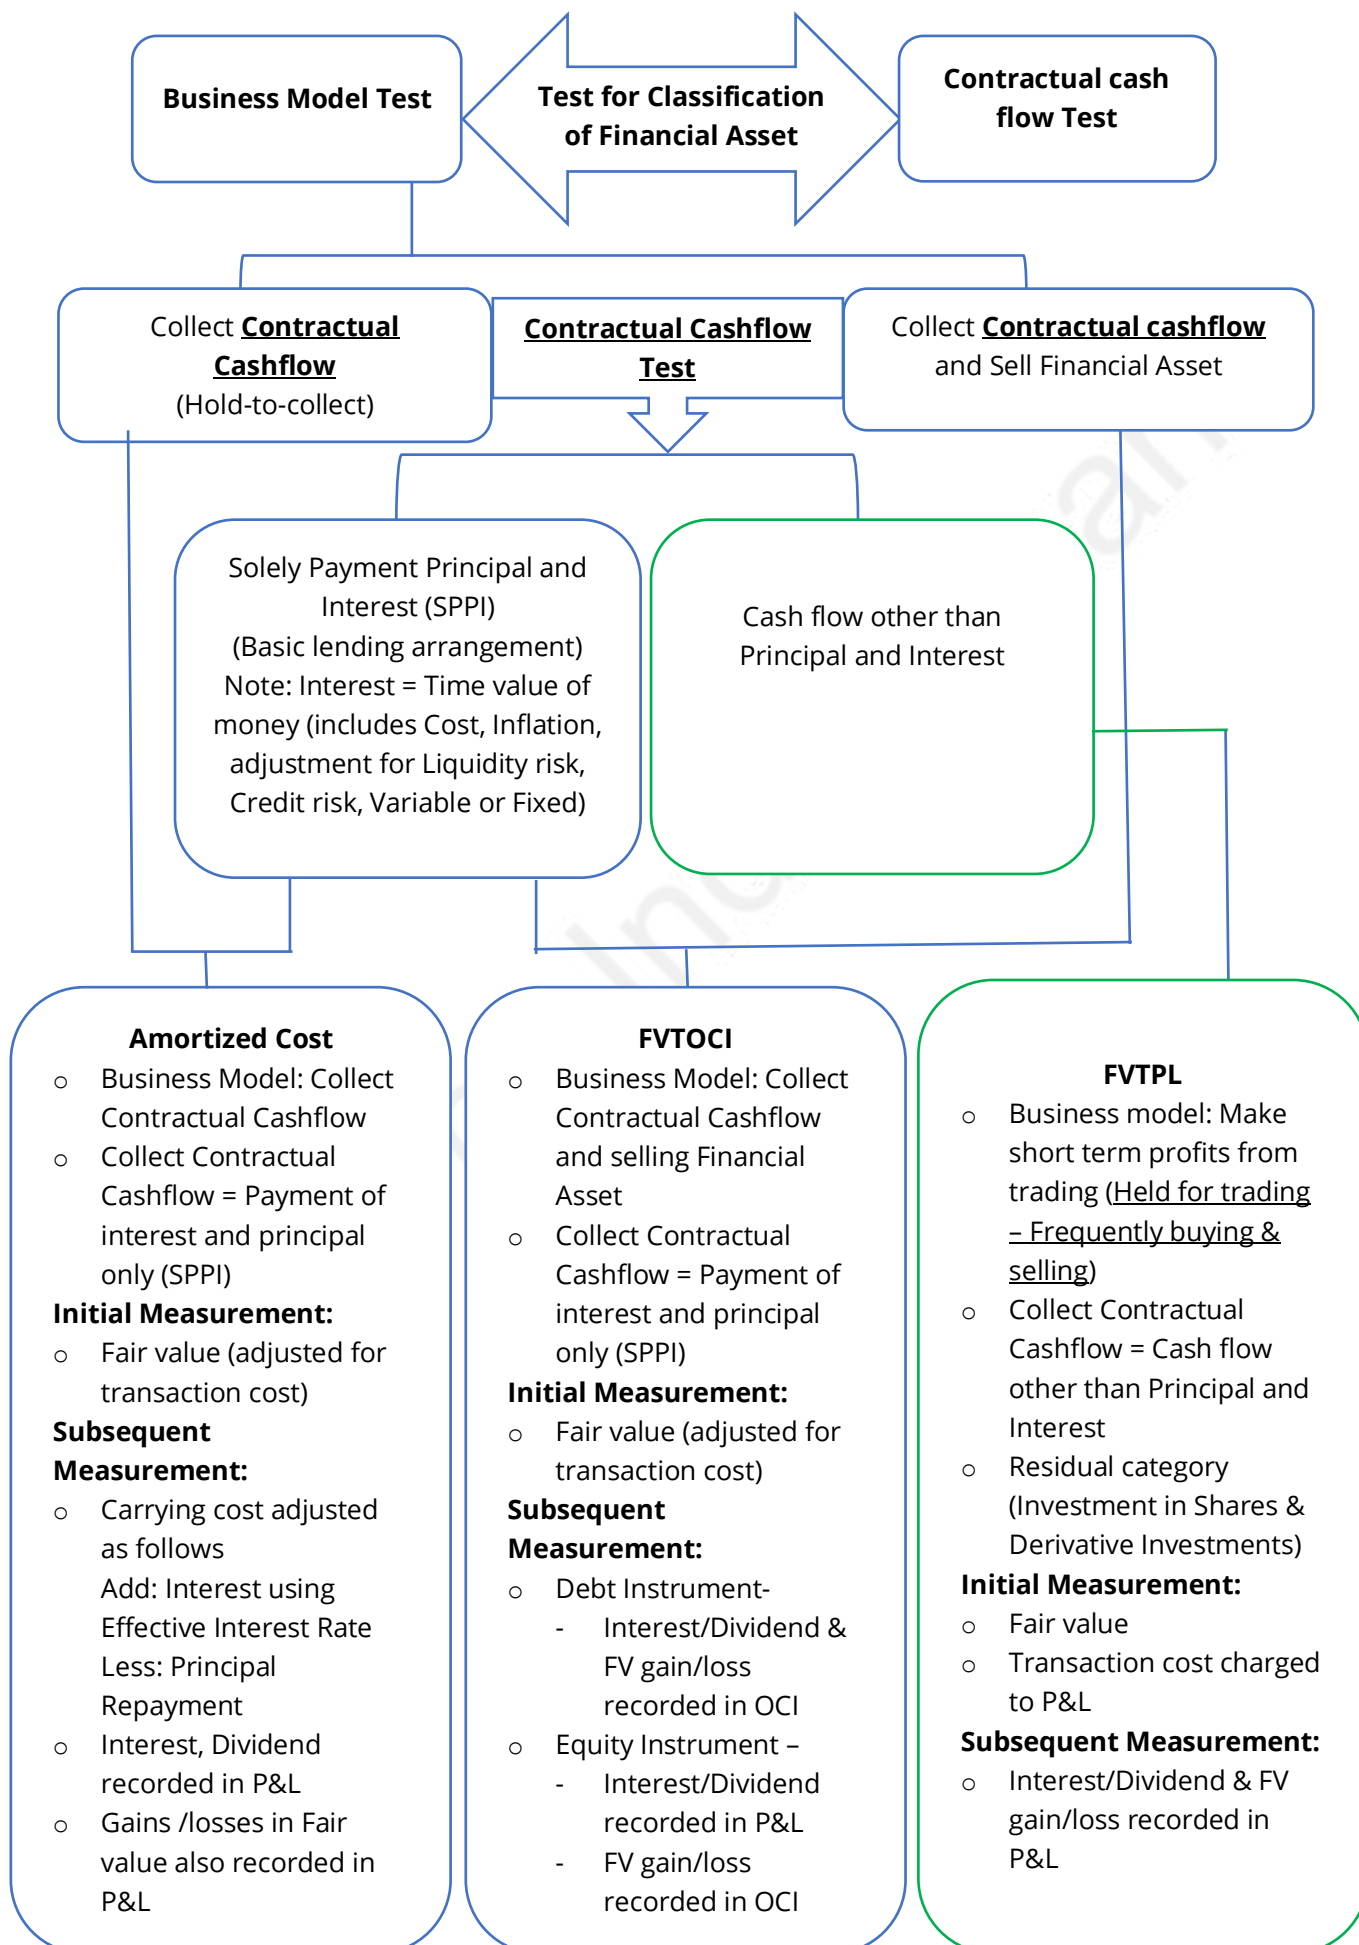 Business Model Test
Test for Classification
of Financial Asset
Contractual cash
flow Test
Collect Contractual
Cashflow
(Hold-to-collect)
Contractual Cashflow
Test
Collect Contractual cashflow
and Sell Financial Asset
Solely Payment Principal and
Interest (SPPI)
(Basic lending arrangement)
Note: Interest = Time value of
money (includes Cost, Inflation,
adjustment for Liquidity risk,
Credit risk, Variable or Fixed)
Cash flow other than
Principal and Interest
Amortized Cost
o Business Model: Collect
Contractual Cashflow
o Collect Contractual
Cashflow = Payment of
interest and principal
only (SPPI)
Initial Measurement:
o Fair value (adjusted for
transaction cost)
Subsequent
Measurement:
o Carrying cost adjusted
as follows
Add: Interest using
Effective Interest Rate
Less: Principal
Repayment
o Interest, Dividend
recorded in P&L
o Gains /losses in Fair
value also recorded in
P&L
FVTOCI
o Business Model: Collect
Contractual Cashflow
and selling Financial
Asset
o Collect Contractual
Cashflow = Payment of
interest and principal
only (SPPI)
Initial Measurement:
o Fair value (adjusted for
transaction cost)
Subsequent
Measurement:
o Debt Instrument-
- Interest/Dividend &
FV gain/loss
recorded in OCI
o Equity Instrument –
- Interest/Dividend
recorded in P&L
- FV gain/loss
recorded in OCI
FVTPL
o Business model: Make
short term profits from
trading (Held for trading
– Frequently buying &
selling)
o Collect Contractual
Cashflow = Cash flow
other than Principal and
Interest
o Residual category
(Investment in Shares &
Derivative Investments)
Initial Measurement:
o Fair value
o Transaction cost charged
to P&L
Subsequent Measurement:
o Interest/Dividend & FV
gain/loss recorded in
P&L